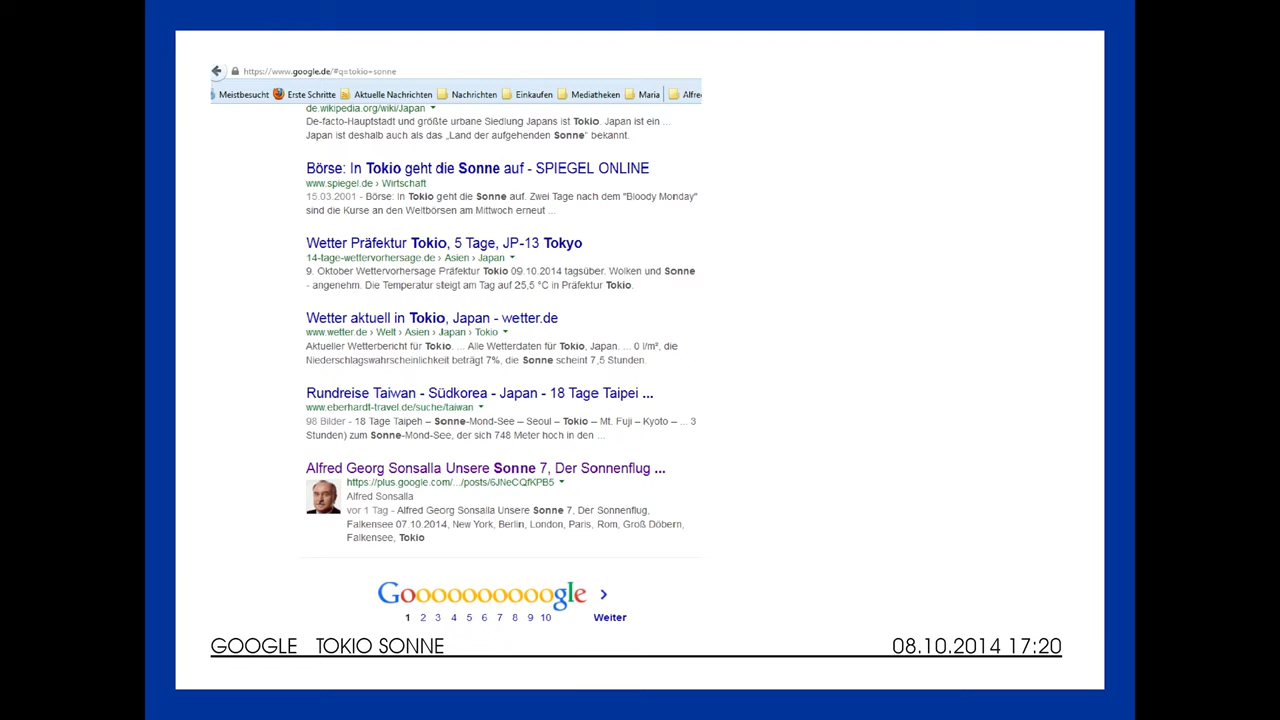 https://www.google.de/#q=tokio+sonne
Meistbesucht Erste Schritte Aktuelle Nachrichten Nachrichten Einkaufen Mediatheken Maria Alfre
de.wikipedia.org/wiki/Japan
De-facto-Hauptstadt und größte urbane Siedlung Japans ist Tokio. Japan ist ein ...
Japan ist deshalb auch als das „Land der aufgehenden Sonne“ bekannt.
Börse: In Tokio geht die Sonne auf - SPIEGEL ONLINE
www.spiegel.de › Wirtschaft
15.03.2001 - Börse: In Tokio geht die Sonne auf. Zwei Tage nach dem "Bloody Monday"
sind die Kurse an den Weltbörsen am Mittwoch erneut ...
Wetter Präfektur Tokio, 5 Tage, JP-13 Tokyo
14-tage-wettervorhersage.de › Asien › Japan
9. Oktober Wettervorhersage Präfektur Tokio 09.10.2014 tagsüber. Wolken und Sonne
- angenehm. Die Temperatur steigt am Tag auf 25,5 °C in Präfektur Tokio.
Wetter aktuell in Tokio, Japan - wetter.de
www.wetter.de › Welt › Asien › Japan › Tokio
Aktueller Wetterbericht für Tokio. ... Alle Wetterdaten für Tokio, Japan. ... 0 l/m², die
Niederschlagswahrscheinlichkeit beträgt 7%, die Sonne scheint 7,5 Stunden.
Rundreise Taiwan - Südkorea - Japan - 18 Tage Taipei ...
www.eberhardt-travel.de/suche/taiwan
98 Bilder - 18 Tage Taipeh – Sonne-Mond-See – Seoul – Tokio – Mt. Fuji – Kyoto – ... 3
Stunden) zum Sonne-Mond-See, der sich 748 Meter hoch in den ...
Alfred Georg Sonsalla Unsere Sonne 7, Der Sonnenflug ...
https://plus.google.com/.../posts/6JNeCQfKPB5
Alfred Sonsalla
vor 1 Tag - Alfred Georg Sonsalla Unsere Sonne 7, Der Sonnenflug,
Falkensee 07.10.2014, New York, Berlin, London, Paris, Rom, Groß Döbern,
Falkensee, Tokio
Goooooooooogle >
1 2 3 4 5 6 7 8 9 10 Weiter
GOOGLE TOKIO SONNE 08.10.2014 17:20